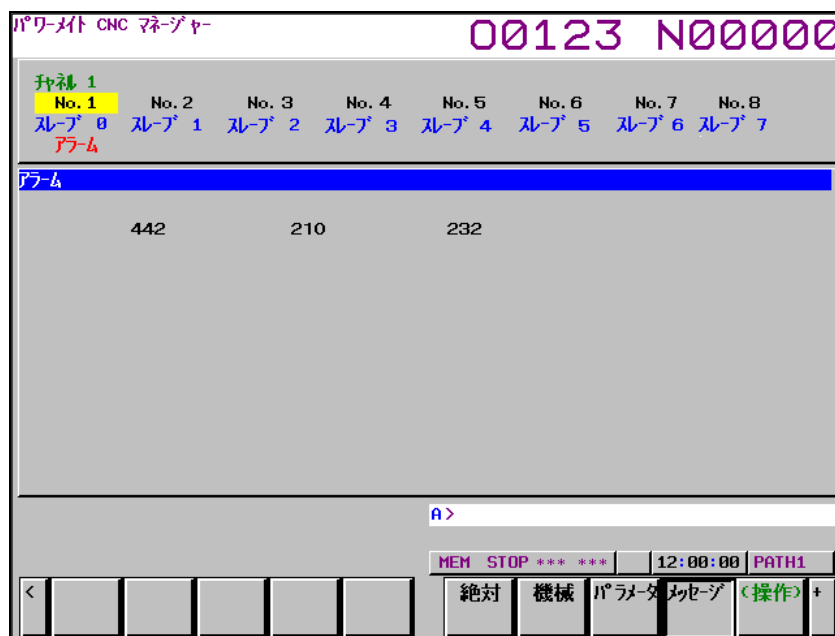 パワーメイト CNC マネージャー
O0123 N00000
チャネル 1
No.1 No.2 No.3 No.4 No.5 No.6 No.7 No.8
スレーブ 0 スレーブ 1 スレーブ 2 スレーブ 3 スレーブ 4 スレーブ 5 スレーブ 6 スレーブ 7
アラーム
アラーム
442 210 232
A>
MEM STOP *** *** 12:00:00 PATH1
< 絶対 機械 パラメータ メッセージ (操作) +